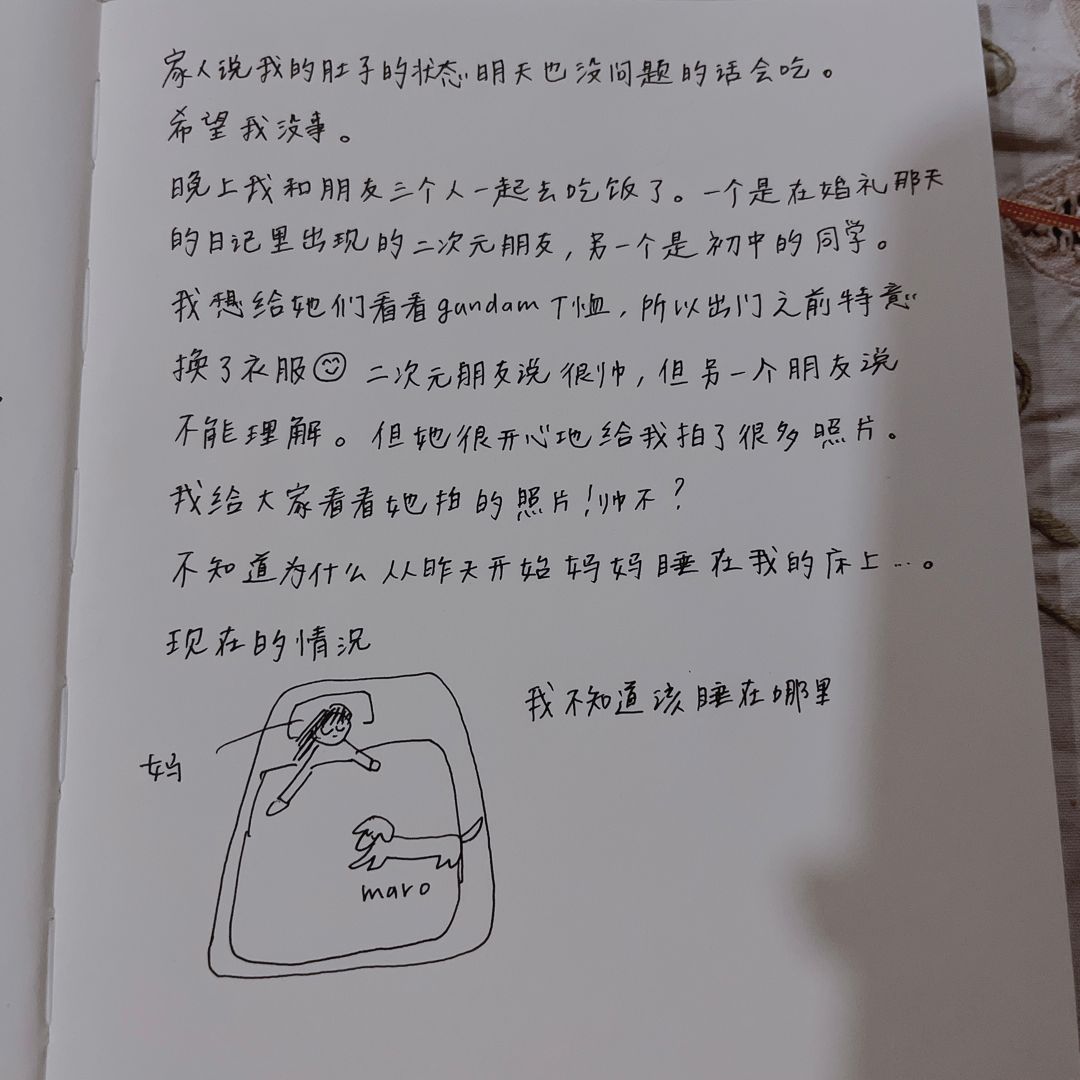 家人说我的肚子的状态明天也没问题的话会吃。
希望我没事。
晚上我和朋友三个人一起去吃饭了。一个是在婚礼那天
的日记里出现的二次元朋友,另一个是初中的同学。
我想给她们看看gundam T恤,所以出门之前特意
换了衣服😊 二次元朋友说很帅,但另一个朋友说
不能理解。但她很开心地给我拍了很多照片。
我给大家看看她拍的照片!帅不?
不知道为什么从昨天开始妈妈睡在我的床上…。
现在的情况
我不知道该睡在哪里
妈
maro